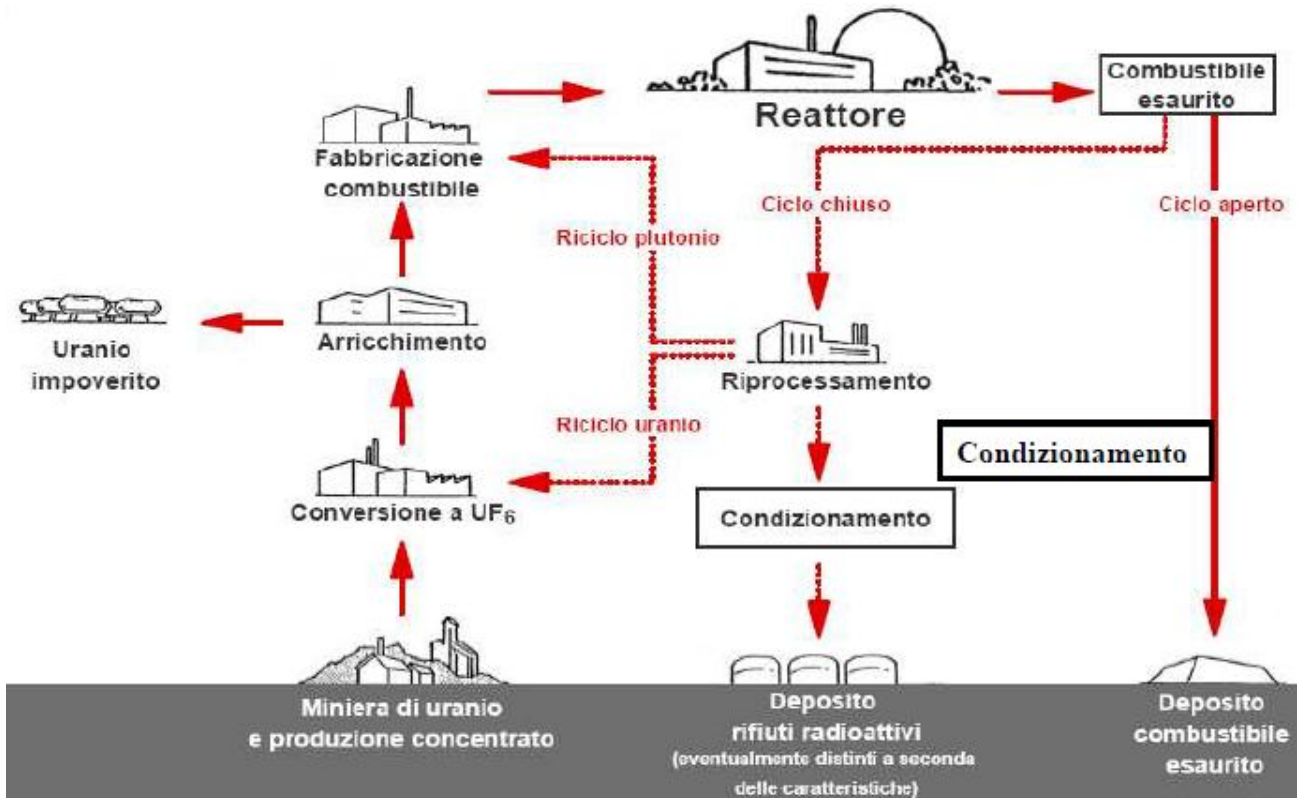 Reattore
Combustibile
esaurito
Fabbricazione
combustibile
Ciclo chiuso
Ciclo aperto
Riciclo plutonio
Arricchimento
Uranio
impoverito
Riprocessamento
Riciclo uranio
Condizionamento
Conversione a UF₆
Condizionamento
Miniera di uranio
e produzione concentrato
Deposito
rifiuti radioattivi
(eventualmente distinti a seconda
delle caratteristiche)
Deposito
combustibile
esaurito